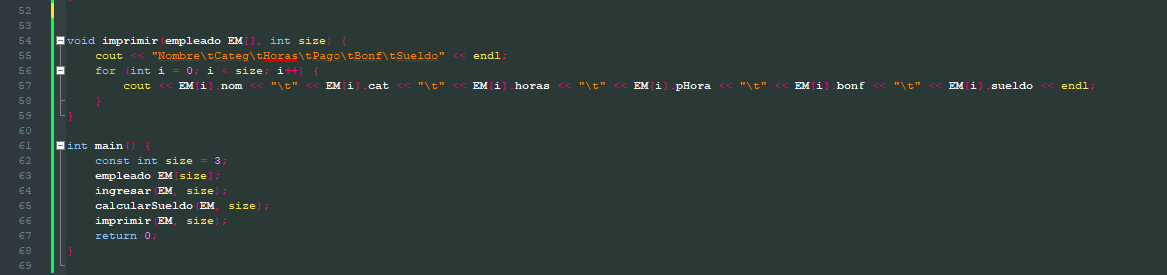 52
53
54 void imprimir(empleado EM[], int size) {
55 cout << "Nombre\tCateg\tHoras\tPago\tBonf\tSueldo" << endl;
56 for (int i = 0; i < size; i++) {
57 cout << EM[i].nom << "\t" << EM[i].cat << "\t" << EM[i].horas << "\t" << EM[i].pHora << "\t" << EM[i].bonf << "\t" << EM[i].sueldo << endl;
58 }
59 }
60
61 int main() {
62 const int size = 3;
63 empleado EM[size];
64 ingresar(EM, size);
65 calcularSueldo(EM, size);
66 imprimir(EM, size);
67 return 0;
68 }
69